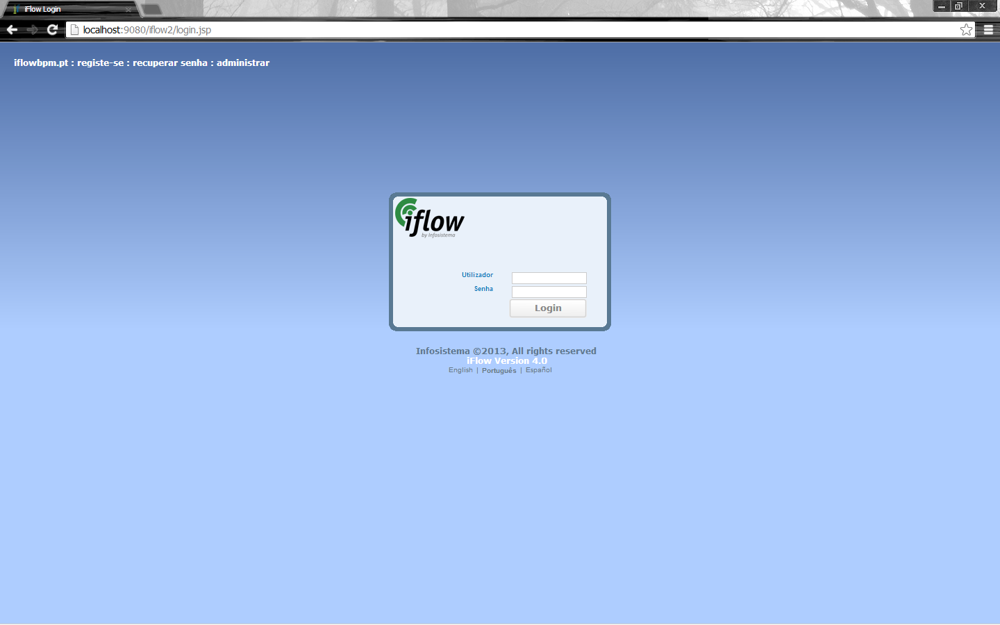 iFlow Login
localhost:9080/iflow2/login.jsp
iflowbpm.pt : registe-se : recuperar senha : administrar
iflow
by Infosistema
Utilizador
Senha
Login
Infosistema ©2013, All rights reserved
iFlow Version 4.0
English | Português | Español